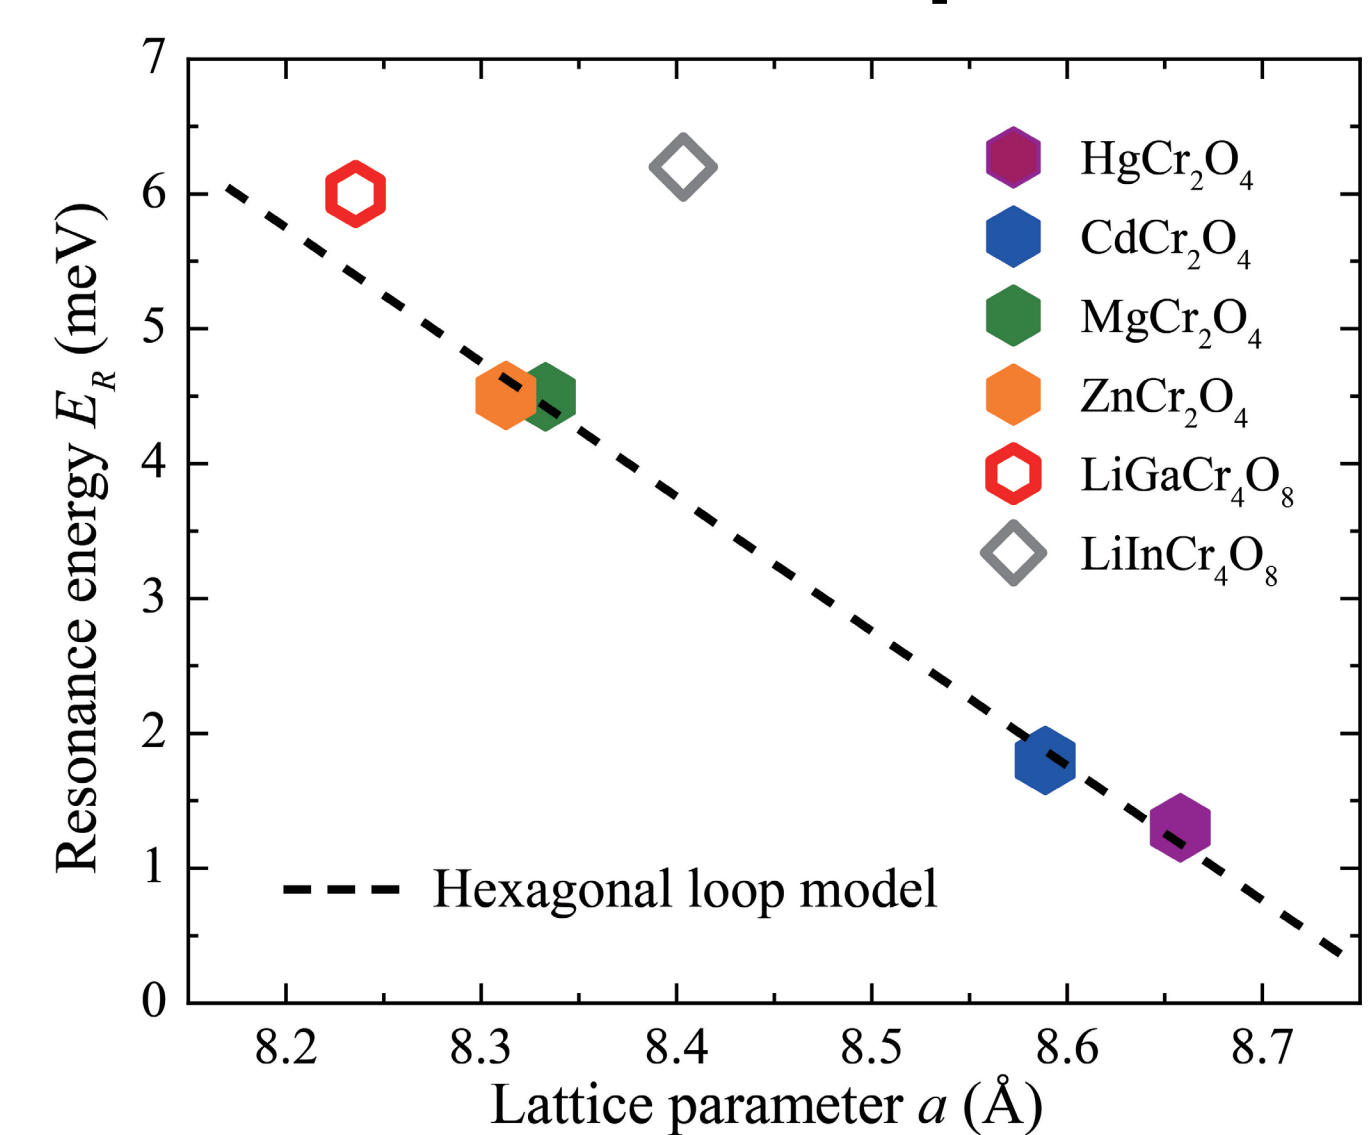 7
6
5
4
3
2
1
0
Resonance energy E_R (meV)
HgCr₂O₄
CdCr₂O₄
MgCr₂O₄
ZnCr₂O₄
LiGaCr₄O₈
LiInCr₄O₈
Hexagonal loop model
8.2 8.3 8.4 8.5 8.6 8.7
Lattice parameter a (Å)